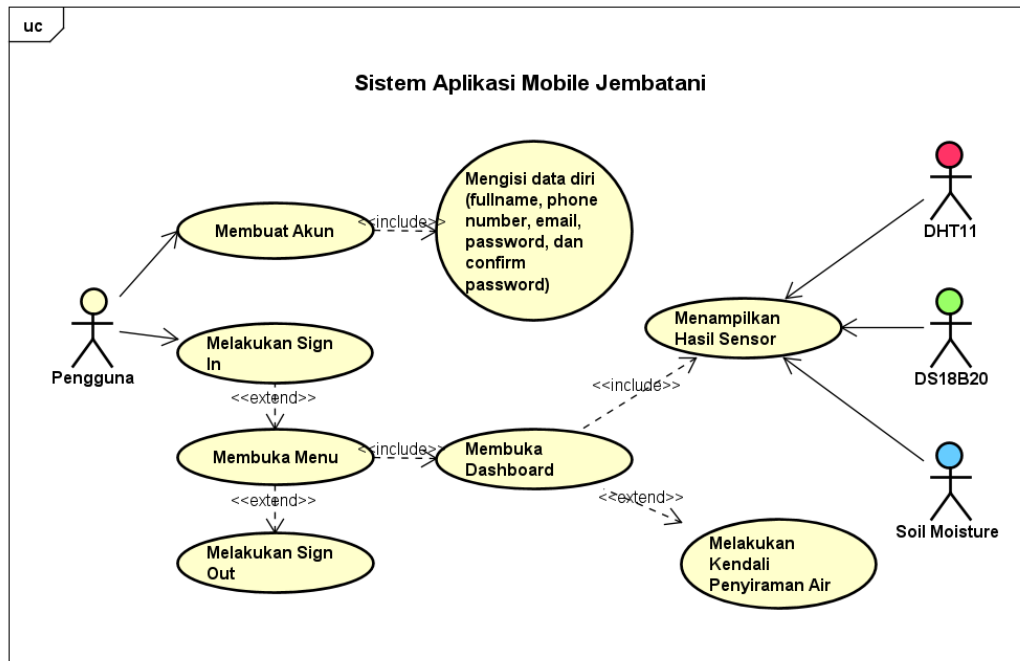 uc
Sistem Aplikasi Mobile Jembatani
Mengisi data diri
(fullname, phone
number, email,
password, dan
confirm
password)
Membuat Akun
<<include>>
DHT11
Pengguna
Melakukan Sign
In
Menampilkan
Hasil Sensor
DS18B20
<<extend>>
<<include>>
Membuka Menu
<<include>>
Membuka
Dashboard
<<extend>>
<<extend>>
Soil Moisture
Melakukan Sign
Out
Melakukan
Kendali
Penyiraman Air